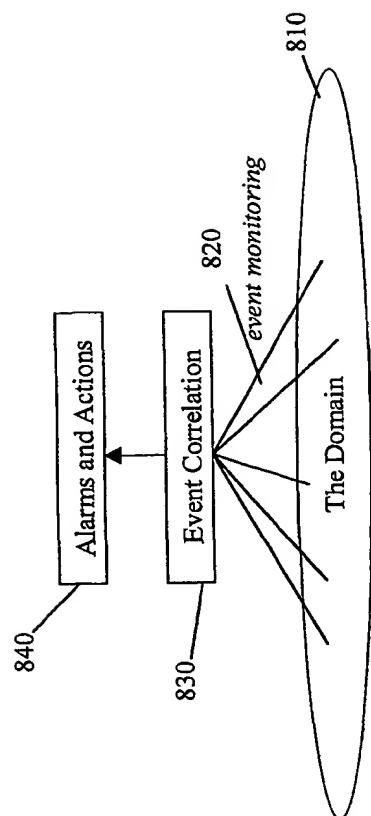 840
Alarms and Actions
830
Event Correlation
820
event monitoring
The Domain
810